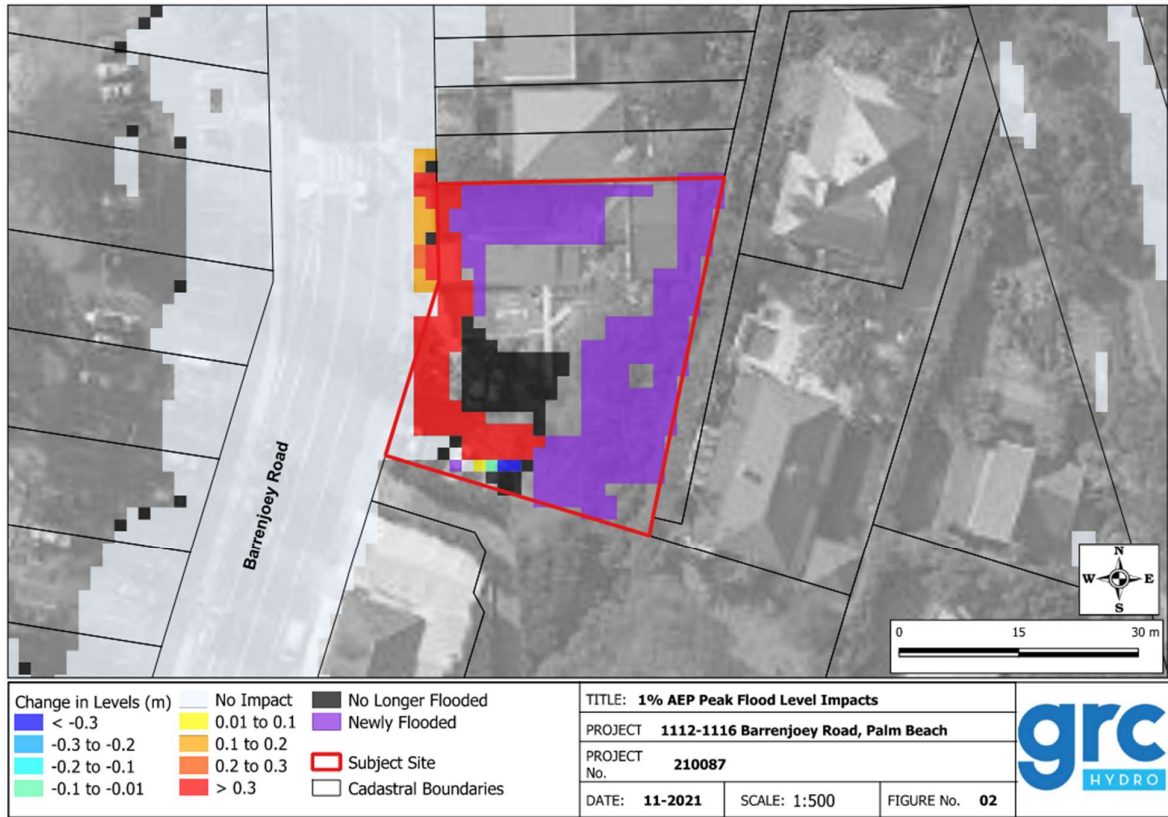 Barrenjoey Road
N
W E
S
0 15 30 m
Change in Levels (m)
< -0.3
-0.3 to -0.2
-0.2 to -0.1
-0.1 to -0.01
No Impact
0.01 to 0.1
0.1 to 0.2
0.2 to 0.3
> 0.3
No Longer Flooded
Newly Flooded
Subject Site
Cadastral Boundaries
TITLE: 1% AEP Peak Flood Level Impacts
PROJECT 1112-1116 Barrenjoey Road, Palm Beach
PROJECT
No. 210087
DATE: 11-2021 SCALE: 1:500 FIGURE No. 02
grc
HYDRO